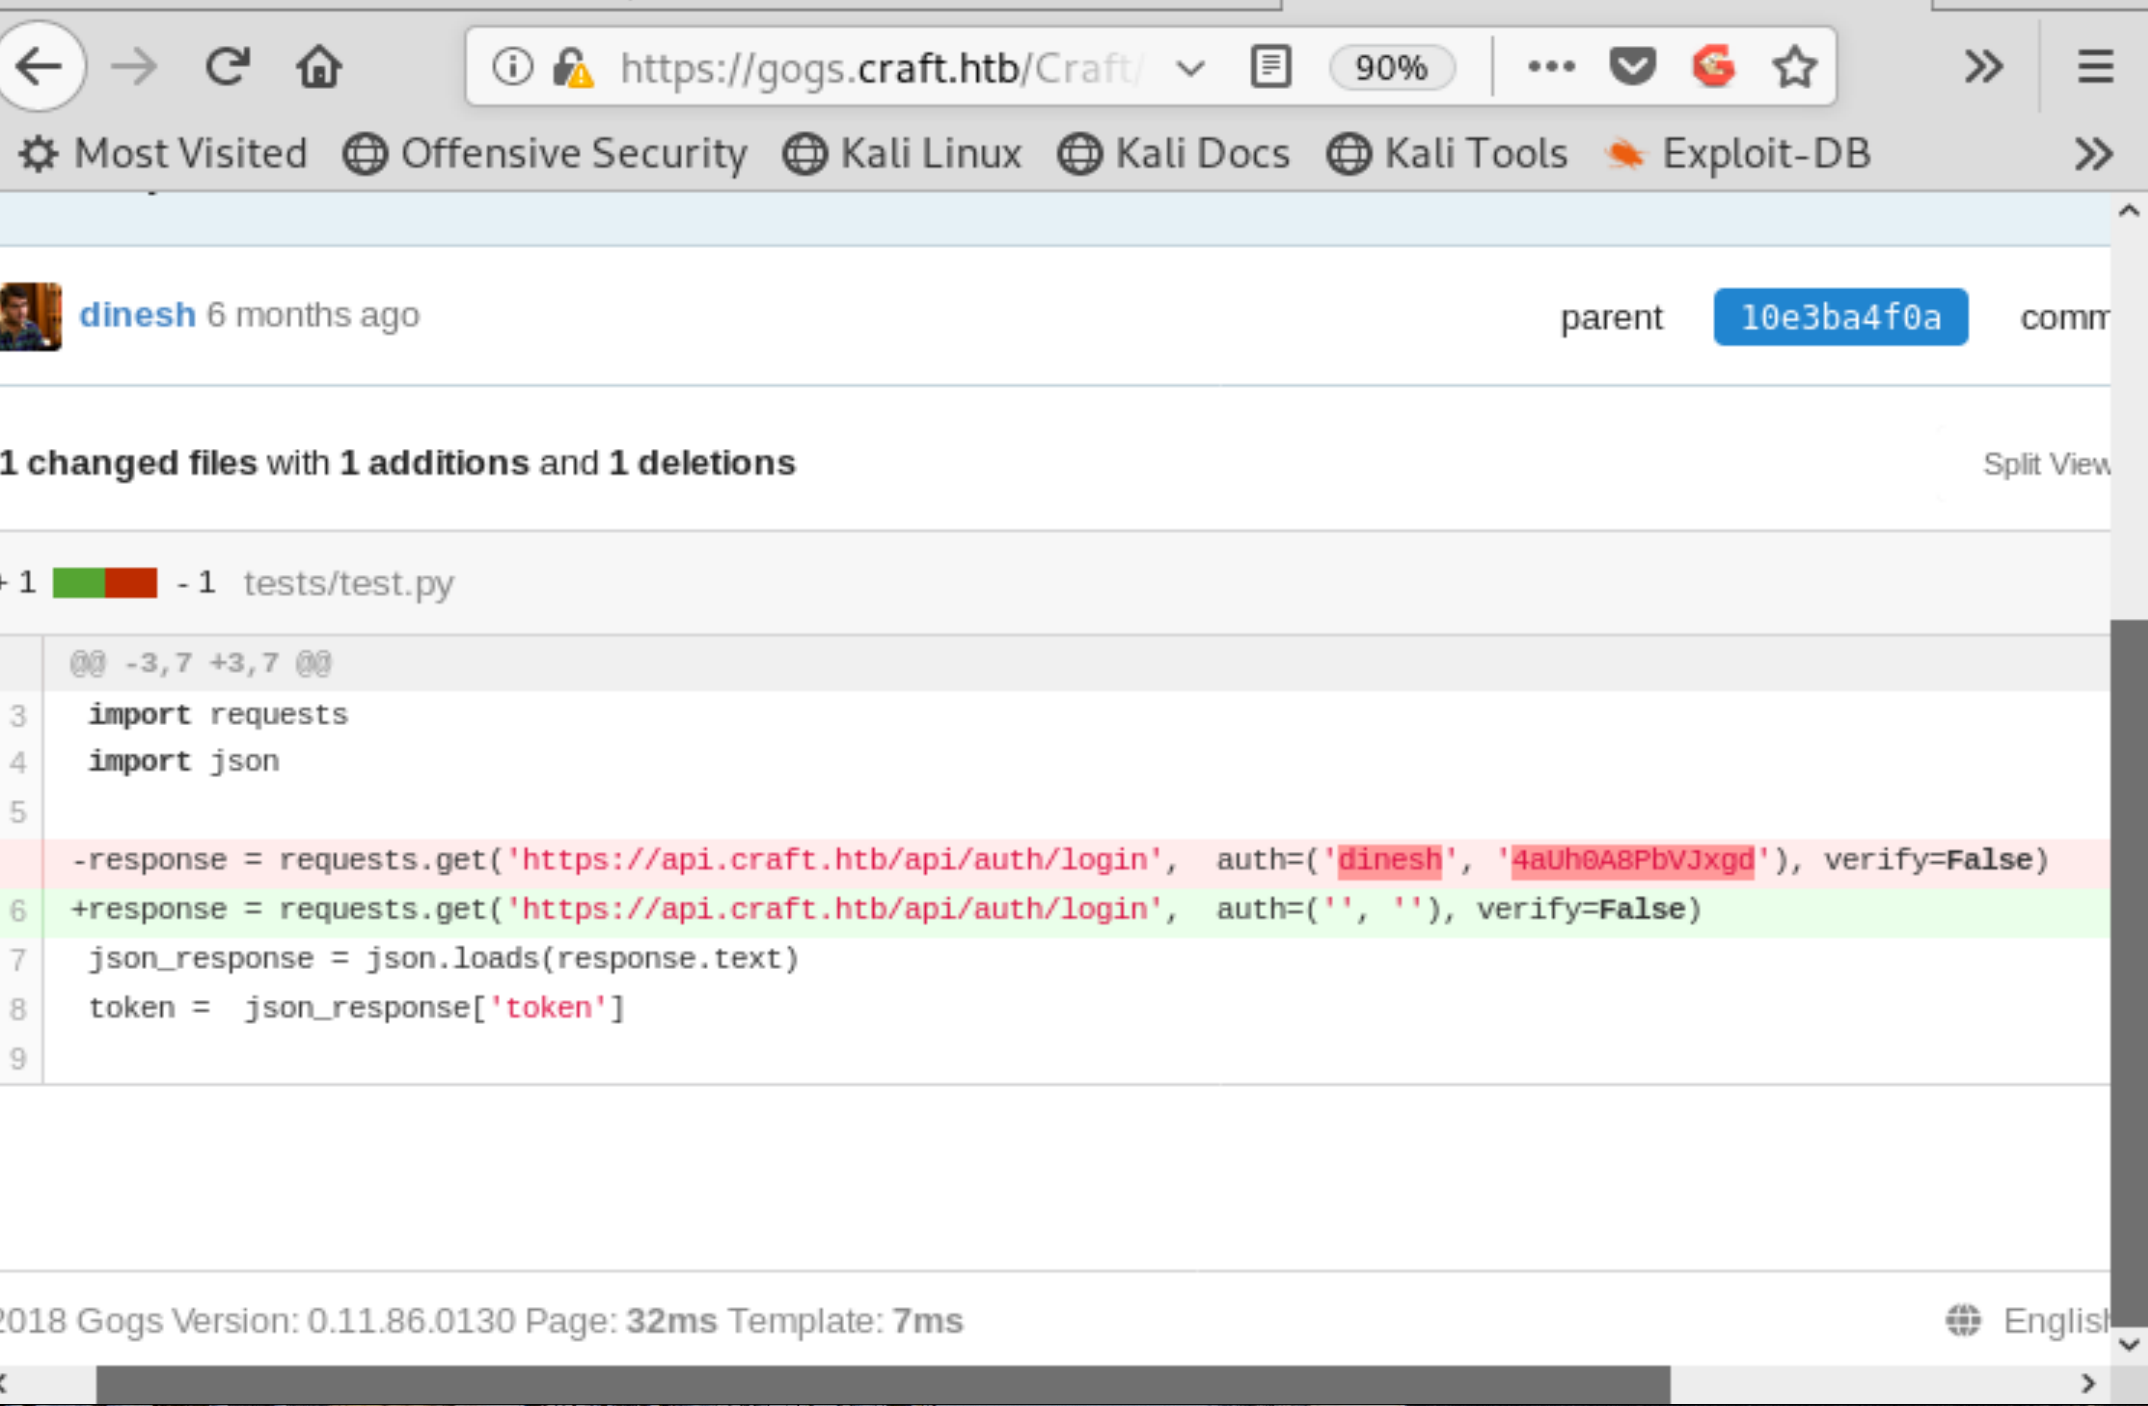 https://gogs.craft.htb/Craft/ 90%
Most Visited Offensive Security Kali Linux Kali Docs Kali Tools Exploit-DB
dinesh 6 months ago parent 10e3ba4f0a comm
1 changed files with 1 additions and 1 deletions Split View
+ 1 - 1 tests/test.py
@@ -3,7 +3,7 @@
3 import requests
4 import json
5
-response = requests.get('https://api.craft.htb/api/auth/login',  auth=('dinesh', '4aUh0A8PbVJxgd'), verify=False)
6 +response = requests.get('https://api.craft.htb/api/auth/login',  auth=('', ''), verify=False)
7 json_response = json.loads(response.text)
8 token =  json_response['token']
9
2018 Gogs Version: 0.11.86.0130 Page: 32ms Template: 7ms English